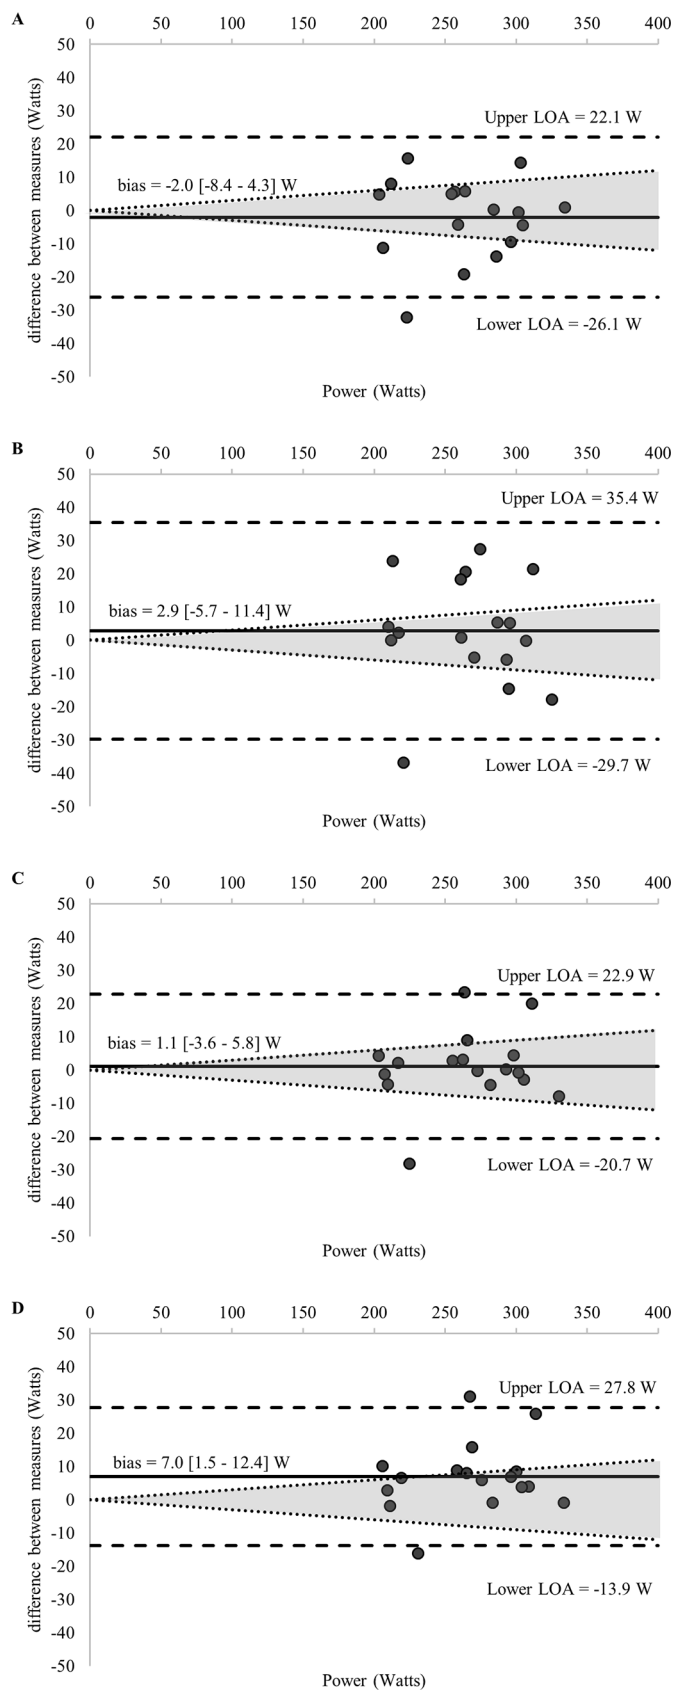 A
0 50 100 150 200 250 300 350 400
50
40
30
20
10
0
-10
-20
-30
-40
-50
difference between measures (Watts)
Upper LOA = 22.1 W
bias = -2.0 [-8.4 - 4.3] W
Lower LOA = -26.1 W
Power (Watts)
B
0 50 100 150 200 250 300 350 400
50
40
30
20
10
0
-10
-20
-30
-40
-50
difference between measures (Watts)
Upper LOA = 35.4 W
bias = 2.9 [-5.7 - 11.4] W
Lower LOA = -29.7 W
Power (Watts)
C
0 50 100 150 200 250 300 350 400
50
40
30
20
10
0
-10
-20
-30
-40
-50
difference between measures (Watts)
Upper LOA = 22.9 W
bias = 1.1 [-3.6 - 5.8] W
Lower LOA = -20.7 W
Power (Watts)
D
0 50 100 150 200 250 300 350 400
50
40
30
20
10
0
-10
-20
-30
-40
-50
difference between measures (Watts)
Upper LOA = 27.8 W
bias = 7.0 [1.5 - 12.4] W
Lower LOA = -13.9 W
Power (Watts)